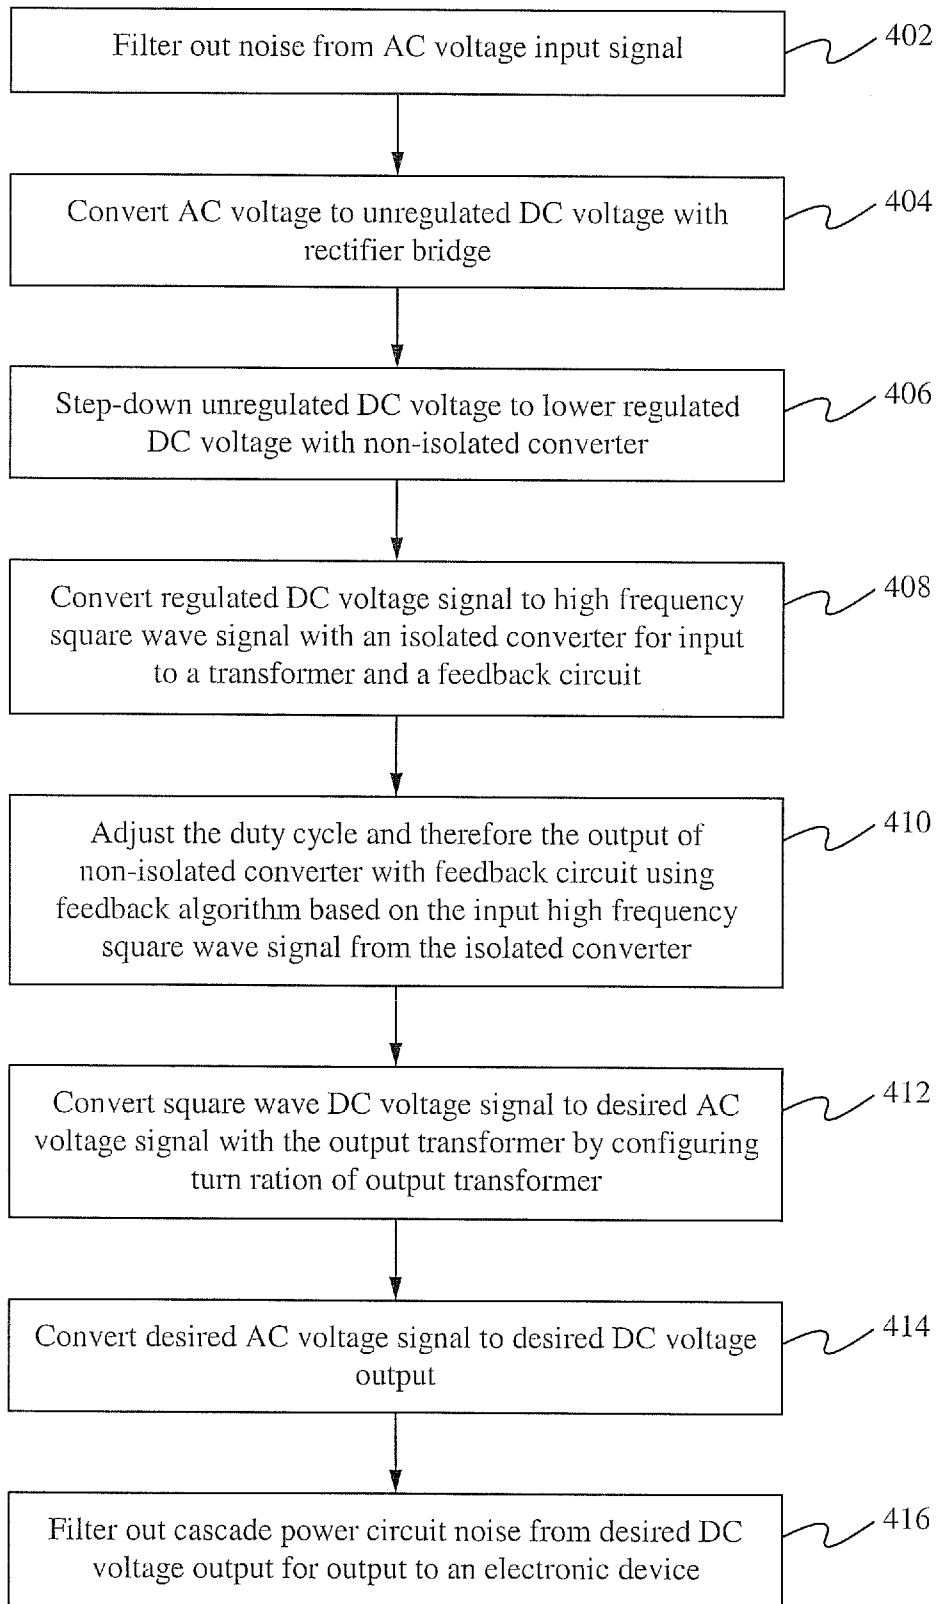 Filter out noise from AC voltage input signal
402
Convert AC voltage to unregulated DC voltage with
rectifier bridge
404
Step-down unregulated DC voltage to lower regulated
DC voltage with non-isolated converter
406
Convert regulated DC voltage signal to high frequency
square wave signal with an isolated converter for input
to a transformer and a feedback circuit
408
Adjust the duty cycle and therefore the output of
non-isolated converter with feedback circuit using
feedback algorithm based on the input high frequency
square wave signal from the isolated converter
410
Convert square wave DC voltage signal to desired AC
voltage signal with the output transformer by configuring
turn ration of output transformer
412
Convert desired AC voltage signal to desired DC voltage
output
414
Filter out cascade power circuit noise from desired DC
voltage output for output to an electronic device
416